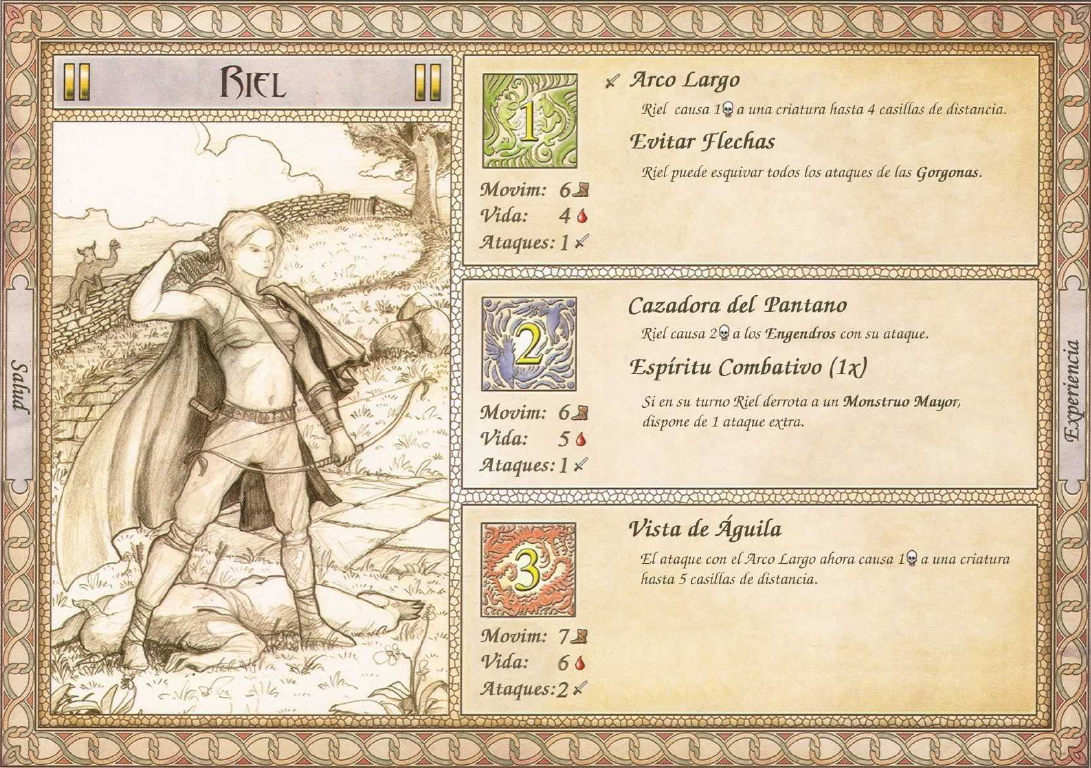 RIEL
Salud
1
Movim: 6
Vida: 4
Ataques: 1
Arco Largo
Riel causa 1 a una criatura hasta 4 casillas de distancia.
Evitar Flechas
Riel puede esquivar todos los ataques de las Gorgonas.
2
Movim: 6
Vida: 5
Ataques: 1
Cazadora del Pantano
Riel causa 2 a los Engendros con su ataque.
Espíritu Combativo (1x)
Si en su turno Riel derrota a un Monstruo Mayor,
dispone de 1 ataque extra.
3
Movim: 7
Vida: 6
Ataques: 2
Vista de Águila
El ataque con el Arco Largo ahora causa 1 a una criatura
hasta 5 casillas de distancia.
Experiencia